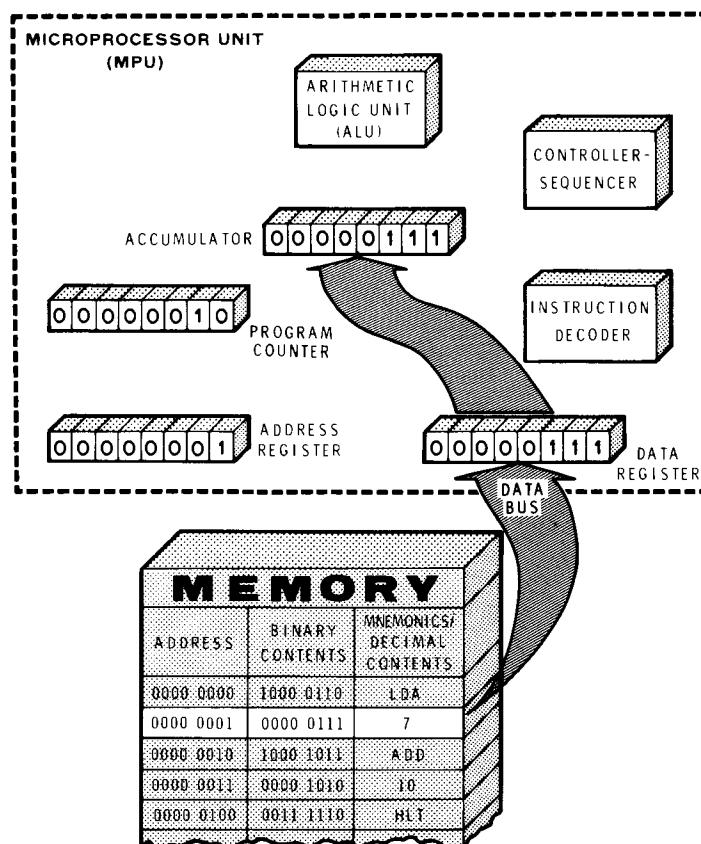 MICROPROCESSOR UNIT
(MPU)
ARITHMETIC
LOGIC UNIT
(ALU)
CONTROLLER-
SEQUENCER
ACCUMULATOR
0 0 0 0 0 1 1 1
0 0 0 0 0 0 1 0
PROGRAM
COUNTER
INSTRUCTION
DECODER
0 0 0 0 0 0 0 1
ADDRESS
REGISTER
0 0 0 0 0 1 1 1
DATA
REGISTER
DATA
BUS
MEMORY
ADDRESS
BINARY
CONTENTS
MNEMONICS/
DECIMAL
CONTENTS
0000 0000 1000 0110 LDA
0000 0001 0000 0111 7
0000 0010 1000 1011 ADD
0000 0011 0000 1010 10
0000 0100 0011 1110 HLT